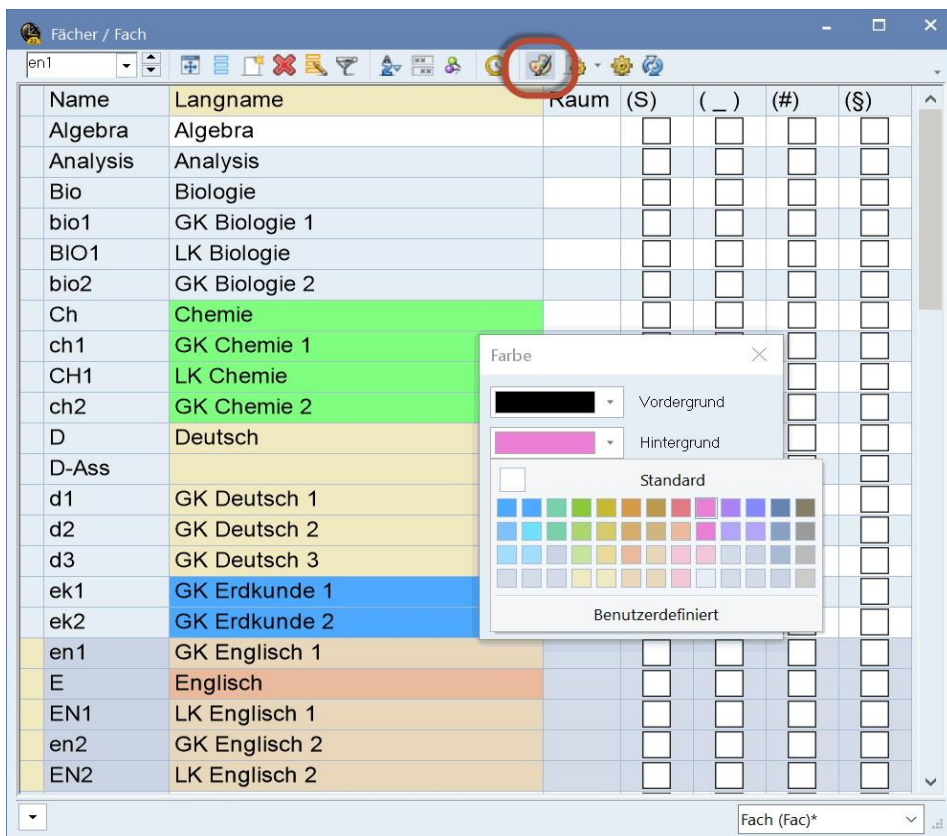 Fächer / Fach
en1
Name Langname Raum (S) ( _ ) (#) (§)
Algebra Algebra
Analysis Analysis
Bio Biologie
bio1 GK Biologie 1
BIO1 LK Biologie
bio2 GK Biologie 2
Ch Chemie
ch1 GK Chemie 1
CH1 LK Chemie
ch2 GK Chemie 2
D Deutsch
D-Ass
d1 GK Deutsch 1
d2 GK Deutsch 2
d3 GK Deutsch 3
ek1 GK Erdkunde 1
ek2 GK Erdkunde 2
en1 GK Englisch 1
E Englisch
EN1 LK Englisch 1
en2 GK Englisch 2
EN2 LK Englisch 2
Farbe
Vordergrund
Hintergrund
Standard
Benutzerdefiniert
Fach (Fac)*